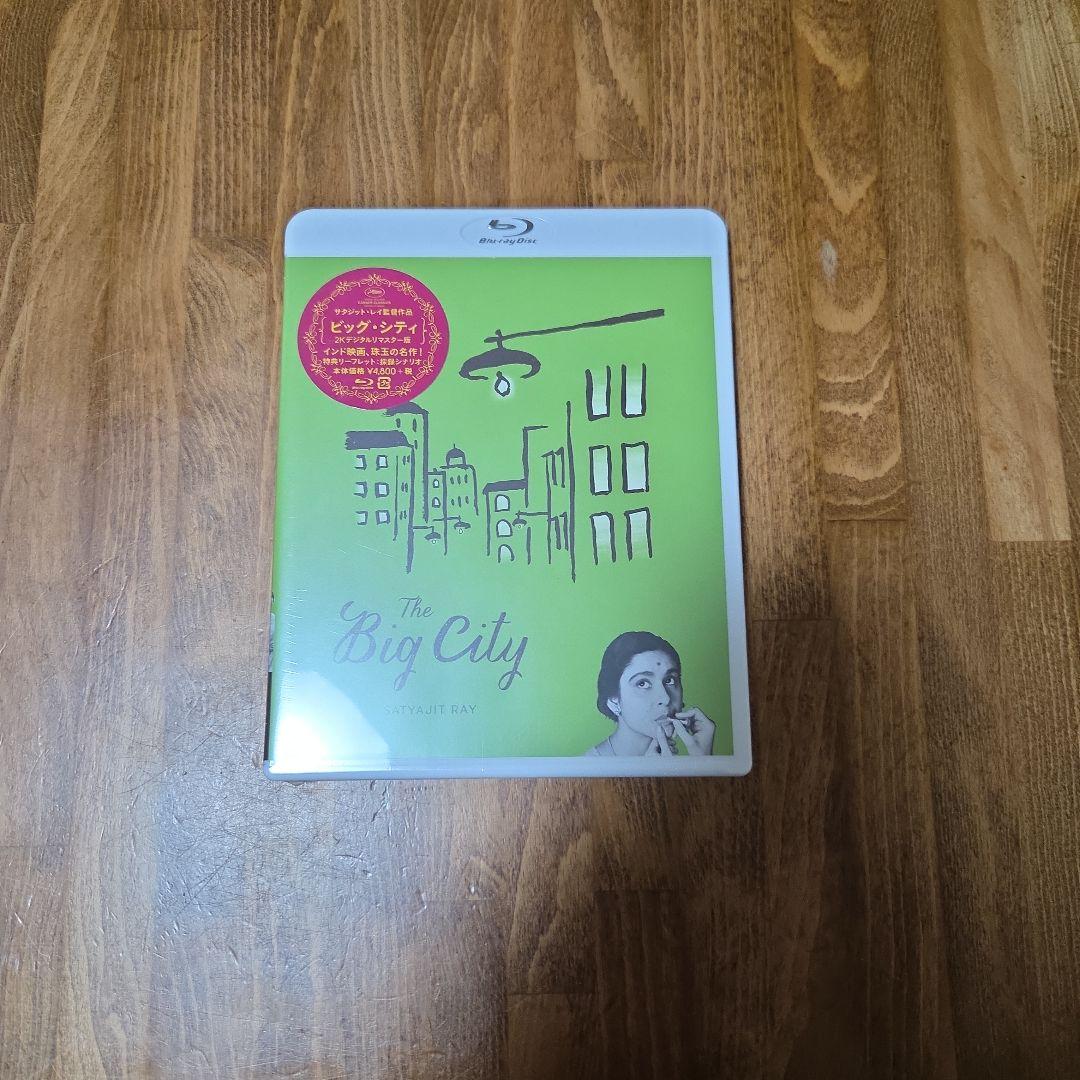 Blu-ray Disc
サタジット・レイ監督作品
ビッグ・シティ
2Kデジタルリマスター版
インド映画、珠玉の名作!
特典リーフレット:採録シナリオ
本体価格 ¥4,800+税
The
Big City
SATYAJIT RAY